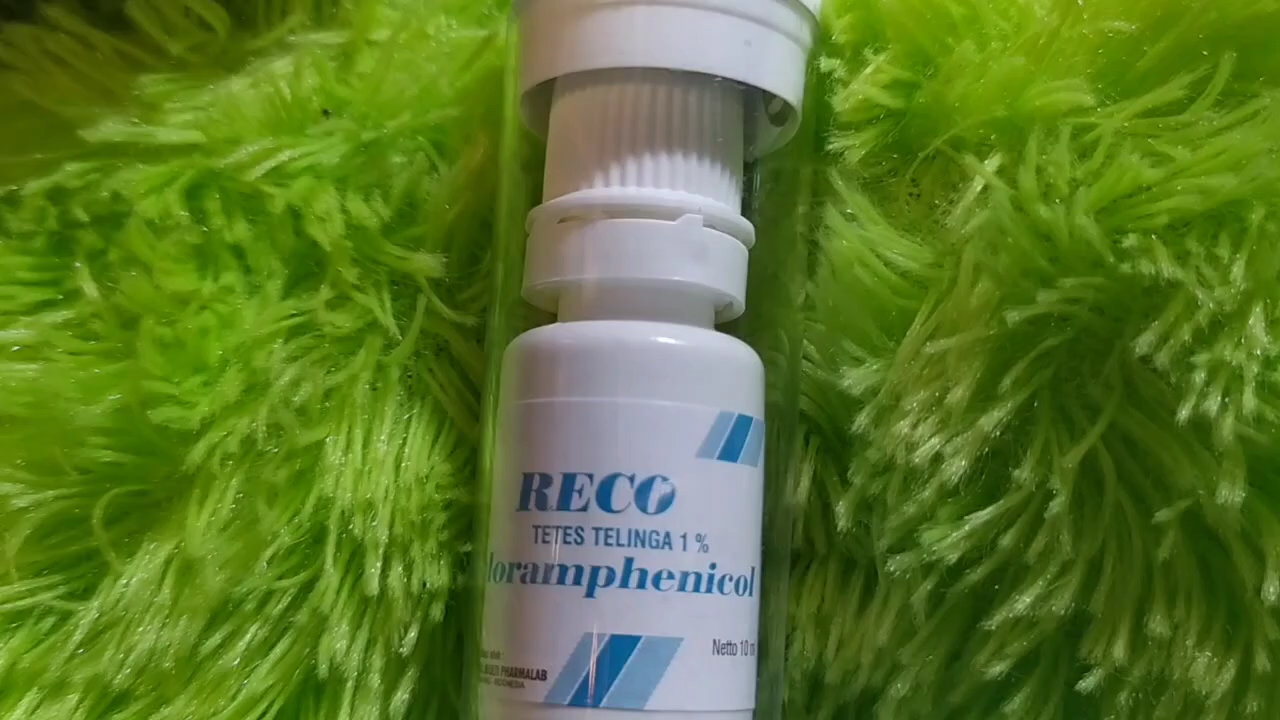 RECO
TETES TELINGA 1 %
loramphenicol
Netto 10 m
PHARMALAB